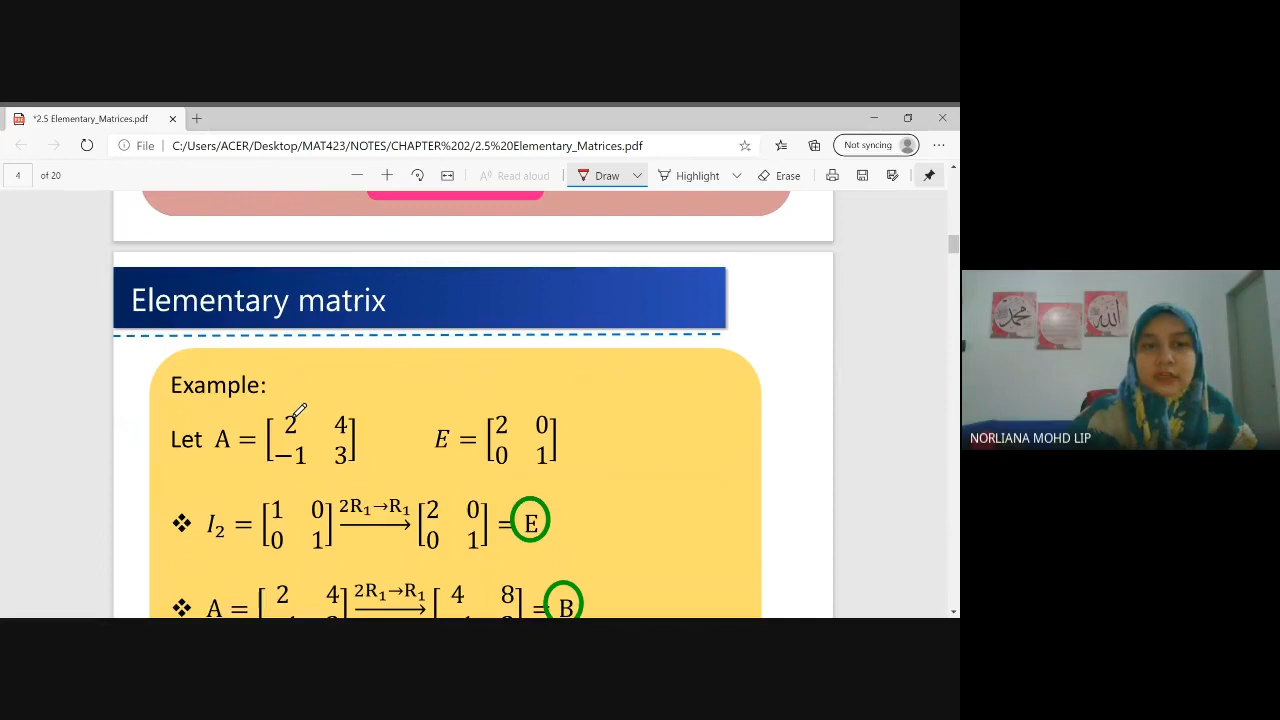 *2.5 Elementary_Matrices.pdf
File C:/Users/ACER/Desktop/MAT423/NOTES/CHAPTER%202/2.5%20Elementary_Matrices.pdf Not syncing
4 of 20 Read aloud Draw Highlight Erase
Elementary matrix
Example:
Let A = [2 4; −1 3] E = [2 0; 0 1]
❖ I₂ = [1 0; 0 1] 2R₁→R₁ [2 0; 0 1] = E
❖ A = [2 4 2R₁→R₁ [4 8 = B
NORLIANA MOHD LIP
محمد
الله